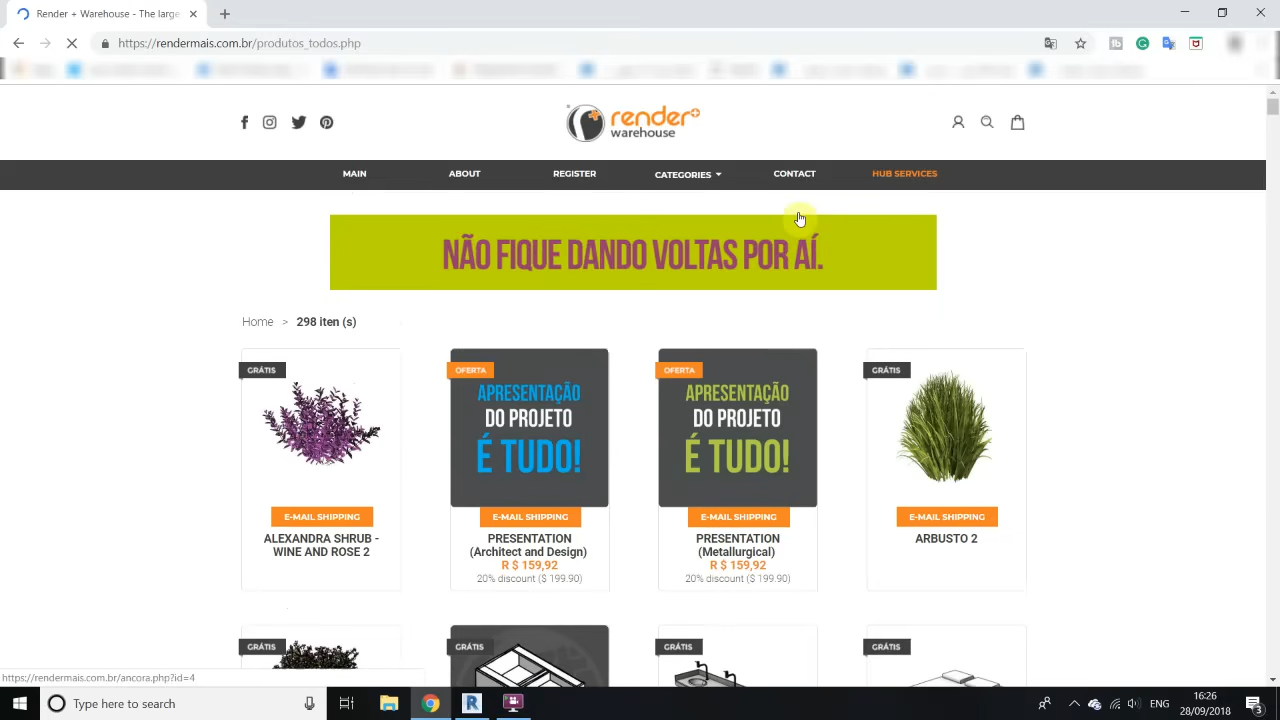 Render + Warehouse - The large
https://rendermais.com.br/produtos_todos.php
render+
warehouse
MAIN
ABOUT
REGISTER
CATEGORIES
CONTACT
HUB SERVICES
NÃO FIQUE DANDO VOLTAS POR AÍ.
Home > 298 iten (s)
GRÁTIS
E-MAIL SHIPPING
ALEXANDRA SHRUB -
WINE AND ROSE 2
OFERTA
APRESENTAÇÃO
DO PROJETO
É TUDO!
E-MAIL SHIPPING
PRESENTATION
(Architect and Design)
R $ 159,92
20% discount ($ 199.90)
OFERTA
APRESENTAÇÃO
DO PROJETO
É TUDO!
E-MAIL SHIPPING
PRESENTATION
(Metallurgical)
R $ 159,92
20% discount ($ 199.90)
GRÁTIS
E-MAIL SHIPPING
ARBUSTO 2
GRÁTIS
GRÁTIS
GRÁTIS
GRÁTIS
https://rendermais.com.br/ancora.php?id=4
Type here to search
ENG
16:26
28/09/2018
3